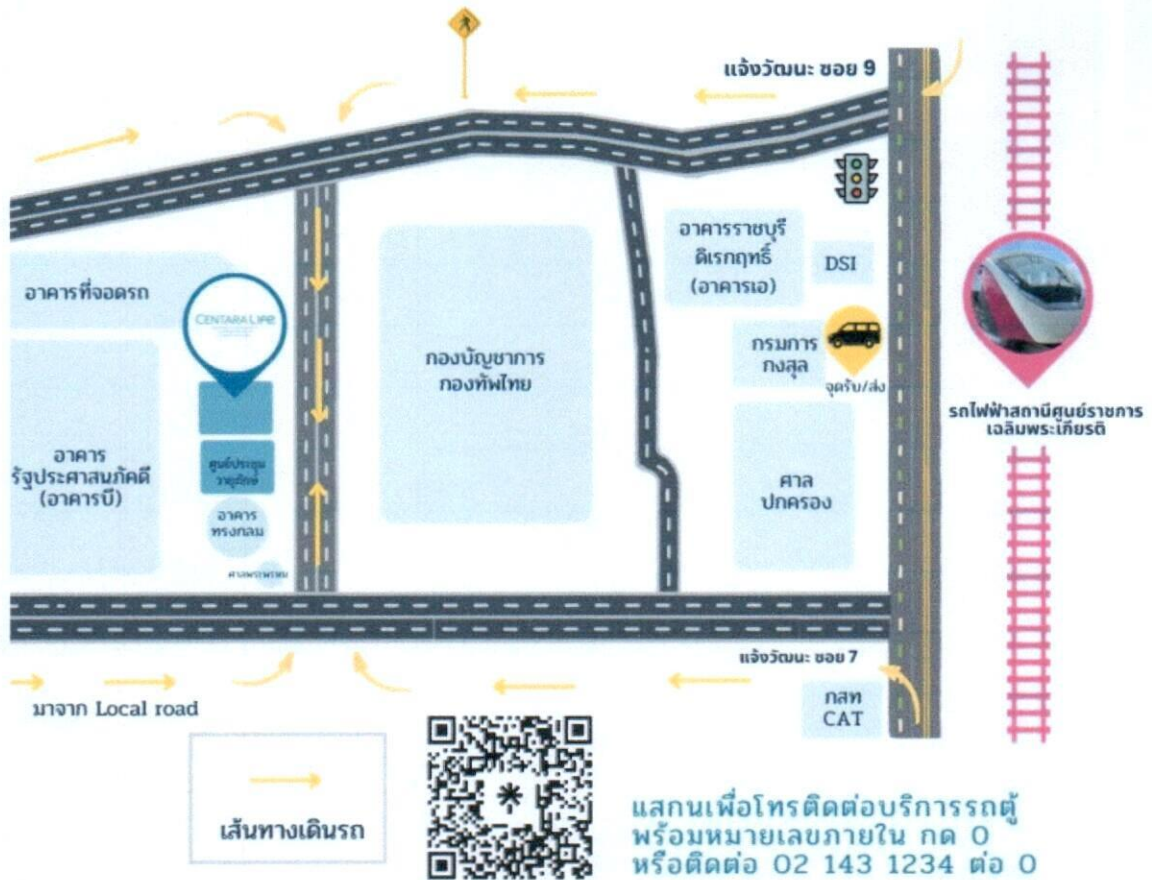 แจ้งวัฒนะ ซอย 9
อาคารราชบุรี
ดิเรกฤทธิ์
(อาคารเอ)
DSI
อาคารที่จอดรถ
CENTARA LIFE
กองบัญชาการ
กองทัพไทย
กรมการ
กงสุล
จุดรับ/ส่ง
รถไฟฟ้าสถานีศูนย์ราชการ
เฉลิมพระเกียรติ
อาคาร
รัฐประศาสนภักดี
(อาคารบี)
ศูนย์ประชุม
วายุภักษ์
อาคาร
ทรงกลม
ศาล
ปกครอง
ศาลพระพรหม
แจ้งวัฒนะ ซอย 7
มาจาก Local road
กสท
CAT
เส้นทางเดินรถ
แสกนเพื่อโทรติดต่อบริการรถตู้
พร้อมหมายเลขภายใน กด 0
หรือติดต่อ 02 143 1234 ต่อ 0